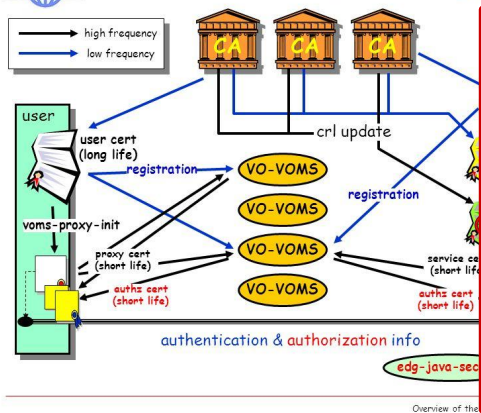 high frequency
low frequency
CA
CA
CA
user
user cert
(long life)
crl update
registration
VO-VOMS
registration
voms-proxy-init
VO-VOMS
proxy cert
(short life)
VO-VOMS
service ce
(short life)
authz cert
(short life)
VO-VOMS
authz cert
(short life)
authentication & authorization info
edg-java-sec
Overview of the